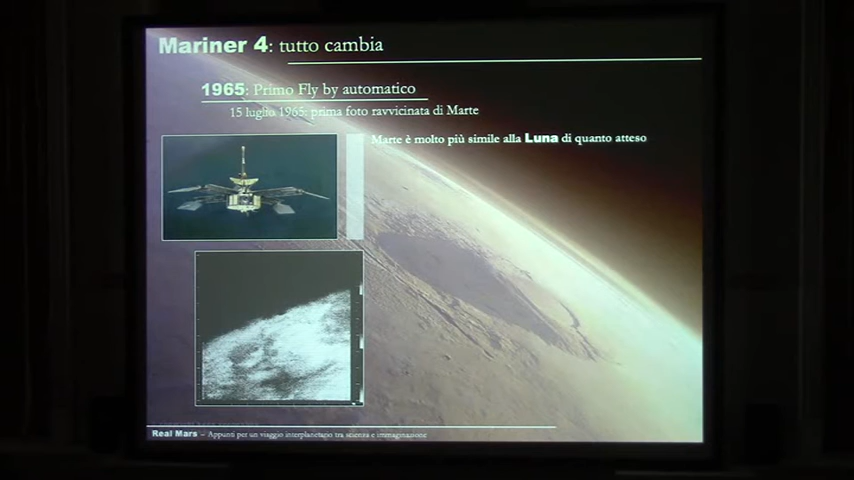 Mariner 4: tutto cambia
1965: Primo Fly by automatico
15 luglio 1965: prima foto ravvicinata di Marte
Marte è molto più simile alla Luna di quanto atteso
Real Mars – Appunti per un viaggio interplanetario tra scienza e immaginazione